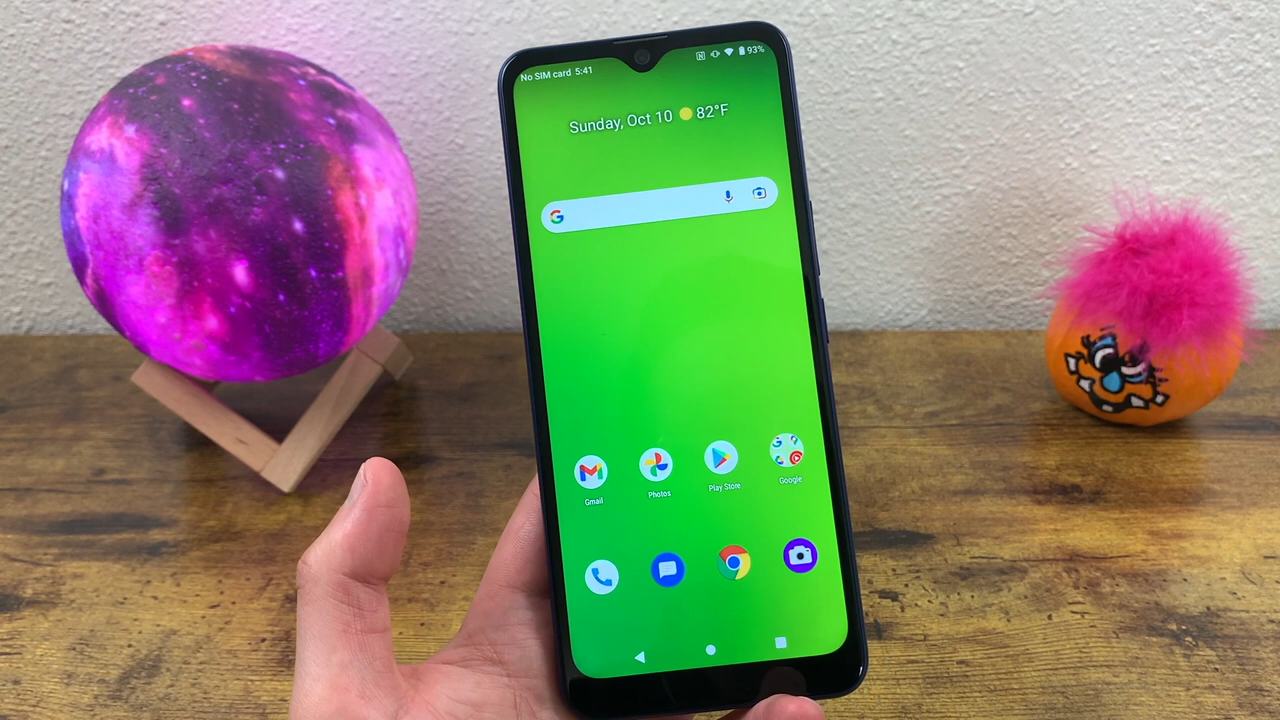 No SIM card 5:41 93%
Sunday, Oct 10 82°F
Gmail Photos Play Store Google